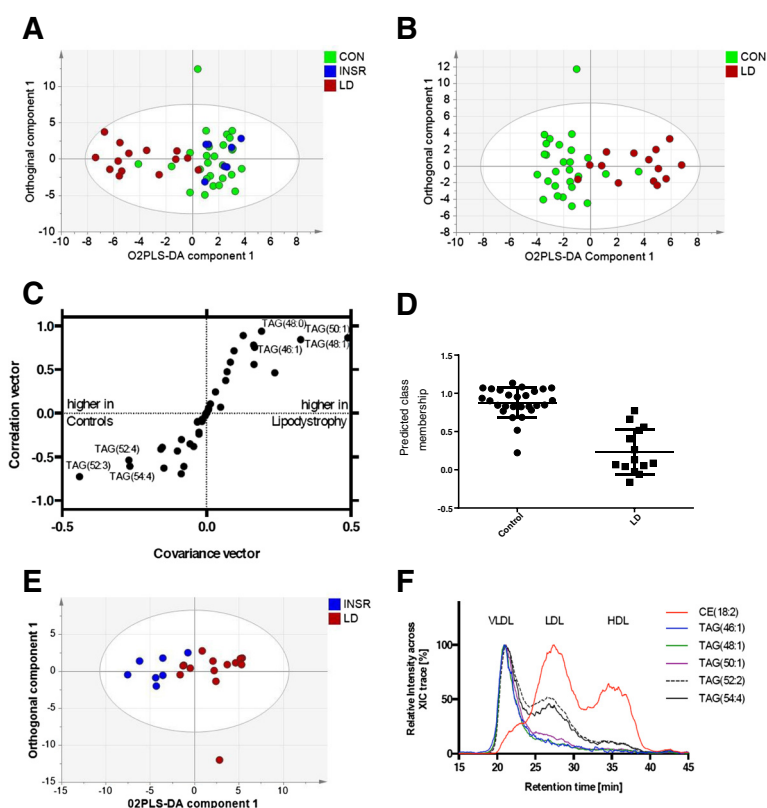 A
CON
INSR
LD
Orthoginal component 1
10
5
0
-5
-10
-10 -8 -6 -4 -2 0 2 4 6 8
O2PLS-DA component 1
B
CON
LD
Orthogonal component 1
12
10
8
6
4
2
0
-2
-4
-6
-8
-10 -8 -6 -4 -2 0 2 4 6 8
O2PLS-DA Component 1
C
Correlation vector
1.0
0.5
0.0
-0.5
-1.0
TAG(48:0)
TAG(50:1)
TAG(46:1)
TAG(48:1)
higher in
Controls
higher in
Lipodystrophy
TAG(52:4)
TAG(52:3)
TAG(54:4)
-0.5 0.0 0.5
Covariance vector
D
Predicted class
membership
1.5
1.0
0.5
0.0
-0.5
Control
LD
E
INSR
LD
Orthogonal component 1
10
5
0
-5
-10
-15
-15 -10 -5 0 5 10
02PLS-DA component 1
F
VLDL LDL HDL
CE(18:2)
TAG(46:1)
TAG(48:1)
TAG(50:1)
TAG(52:2)
TAG(54:4)
Relative Intensity across
XIC trace [%]
100
50
0
15 20 25 30 35 40 45
Retention time [min]